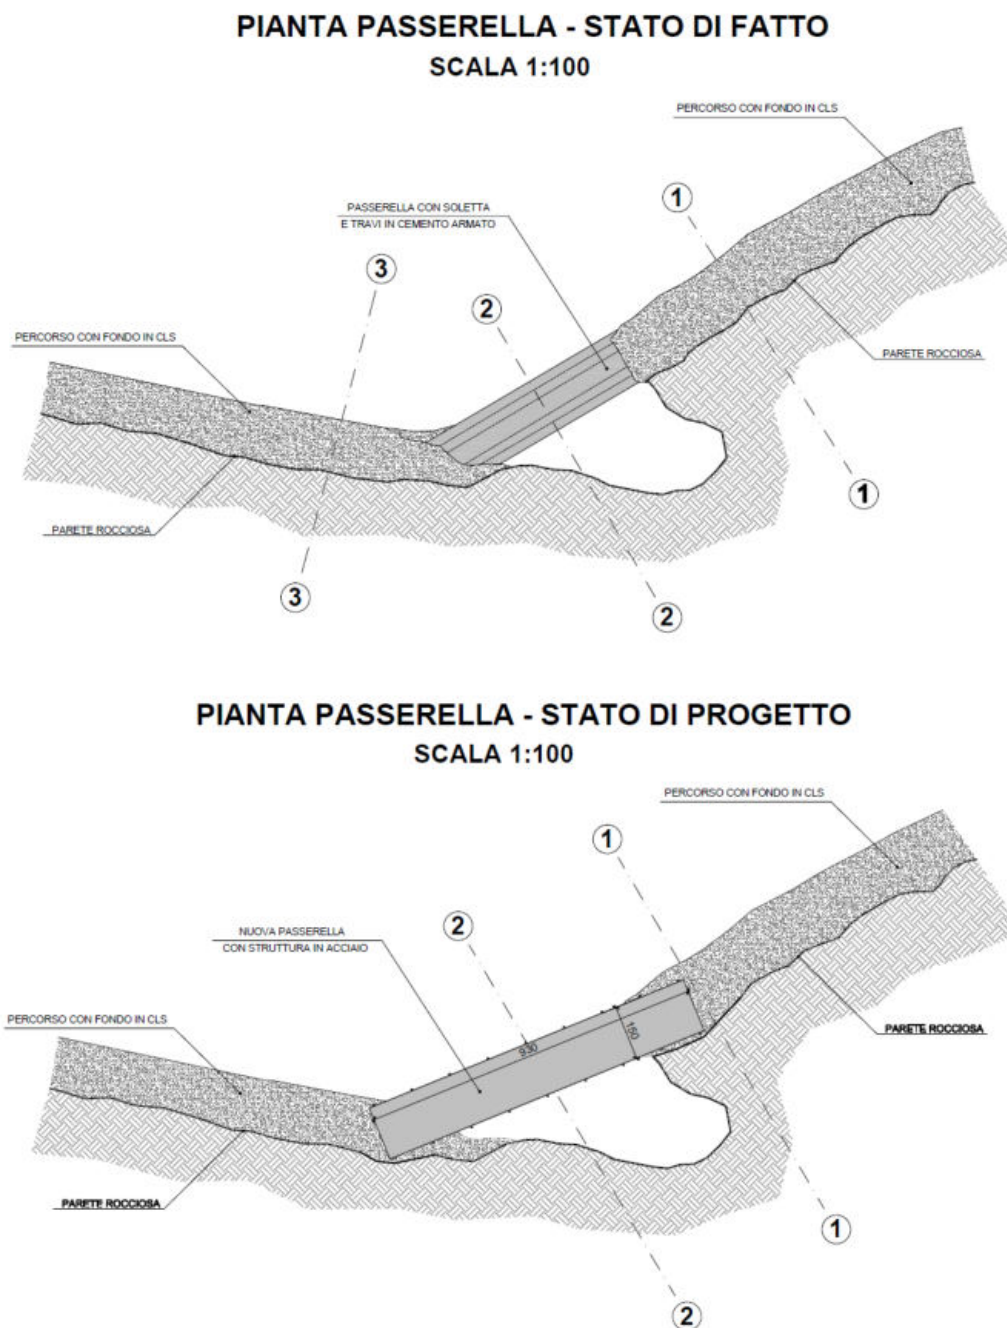 PIANTA PASSERELLA - STATO DI FATTO
SCALA 1:100
PERCORSO CON FONDO IN CLS
1
PASSERELLA CON SOLETTA
E TRAVI IN CEMENTO ARMATO
3
2
PERCORSO CON FONDO IN CLS
PARETE ROCCIOSA
1
PARETE ROCCIOSA
3
2
PIANTA PASSERELLA - STATO DI PROGETTO
SCALA 1:100
PERCORSO CON FONDO IN CLS
1
2
NUOVA PASSERELLA
CON STRUTTURA IN ACCIAIO
PERCORSO CON FONDO IN CLS
150
930
PARETE ROCCIOSA
PARETE ROCCIOSA
1
2